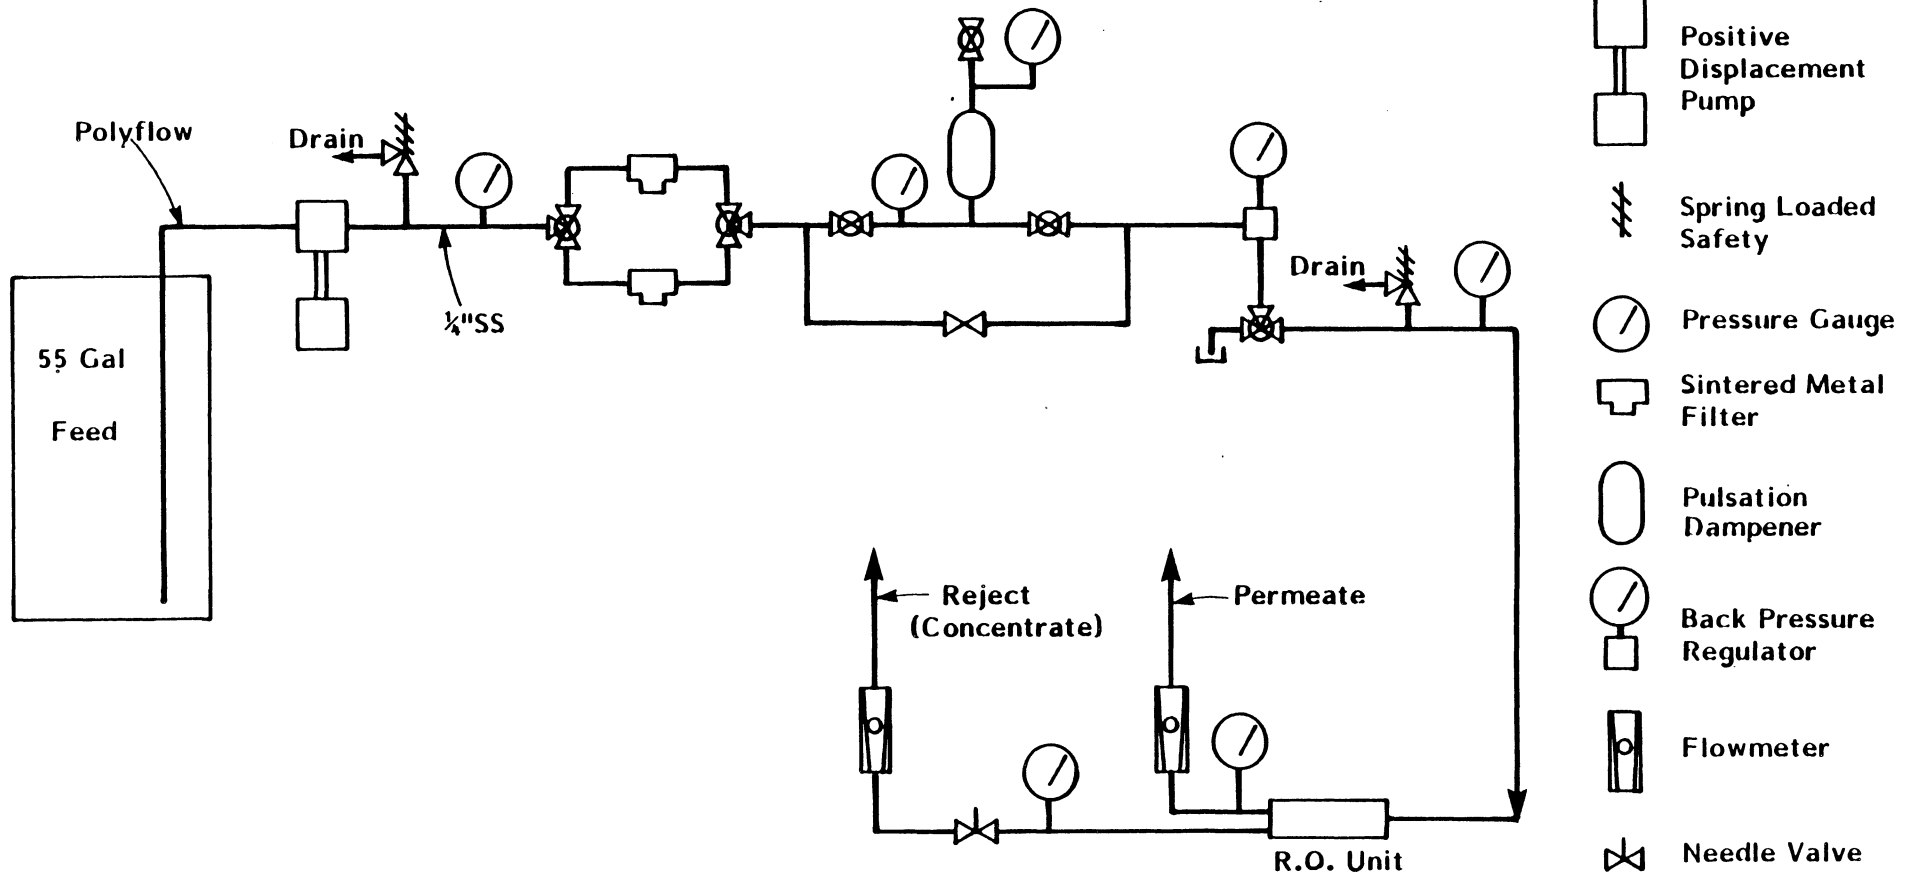 Polyflow
Drain
¼"SS
55 Gal
Feed
Drain
Reject
(Concentrate)
Permeate
R.O. Unit
Positive
Displacement
Pump
Spring Loaded
Safety
Pressure Gauge
Sintered Metal
Filter
Pulsation
Dampener
Back Pressure
Regulator
Flowmeter
Needle Valve